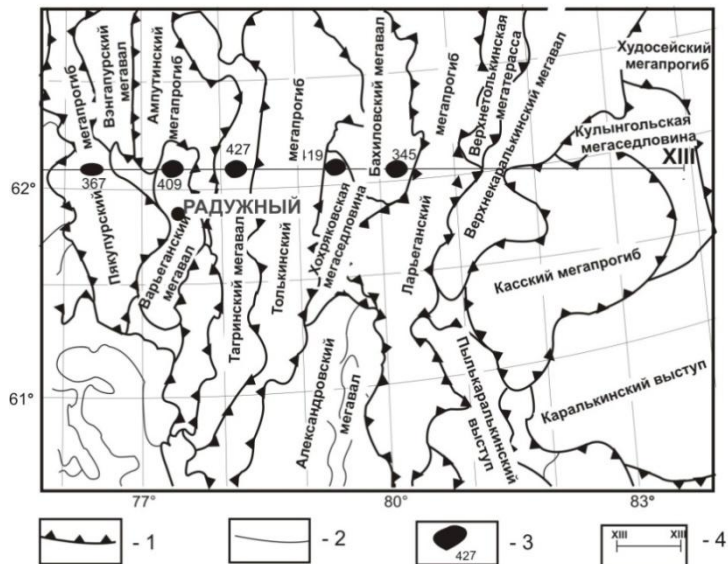 мегапрогиб
Вэнгапурский
мегавал
Ампутинский
мегапрогиб
427
мегапрогиб
419
Бахиловский мегавал
345
мегапрогиб
Верхнетолькинская
мегатерасса
Верхнекаралькинский мегавал
Худосейский
мегапрогиб
Кулынгольская
меседловина
XIII
62°
367
409
РАДУЖНЫЙ
Пякупурский
Варьеганский
мегавал
Тагринский мегавал
Толькинский
Хохряковская
мегаседловина
Ларьеганский
Касский мегапрогиб
61°
Александровский
мегавал
Пылькаралькинский
выступ
Каралькинский выступ
77°
80°
83°
- 1
- 2
427
- 3
XIII
XIII
- 4